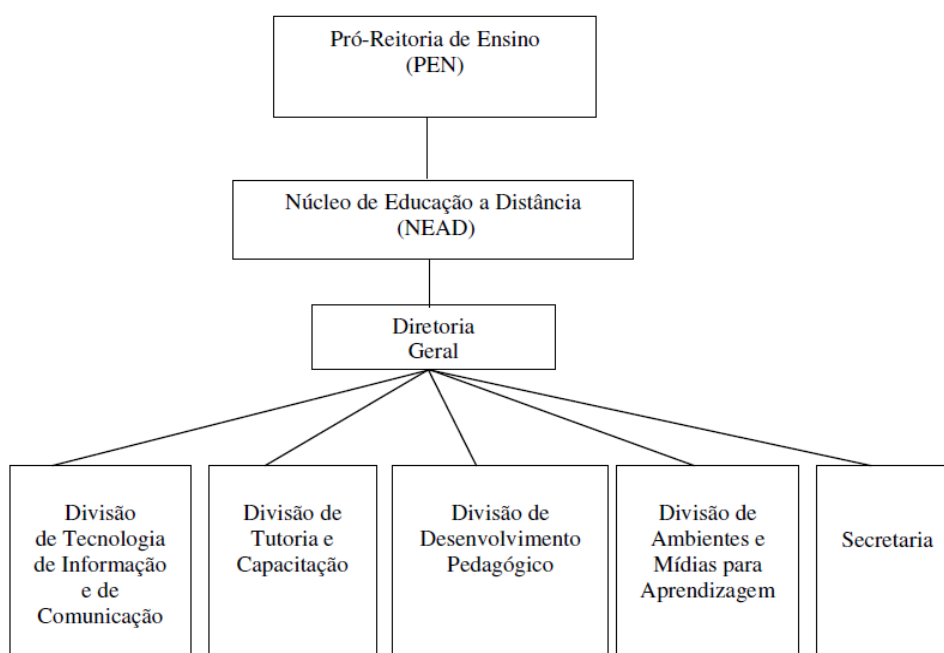 Pró-Reitoria de Ensino
(PEN)
Núcleo de Educação a Distância
(NEAD)
Diretoria
Geral
Divisão
de Tecnologia
de Informação
e de
Comunicação
Divisão de
Tutoria e
Capacitação
Divisão de
Desenvolvimento
Pedagógico
Divisão de
Ambientes e
Mídias para
Aprendizagem
Secretaria